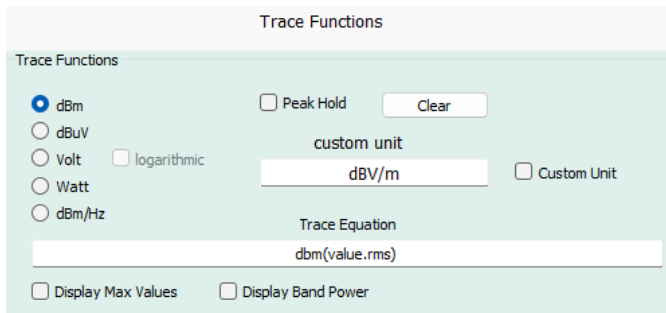 Trace Functions
Trace Functions
dBm
Peak Hold
Clear
dBuV
Volt
logarithmic
custom unit
dBV/m
Custom Unit
Watt
dBm/Hz
Trace Equation
dbm(value.rms)
Display Max Values
Display Band Power